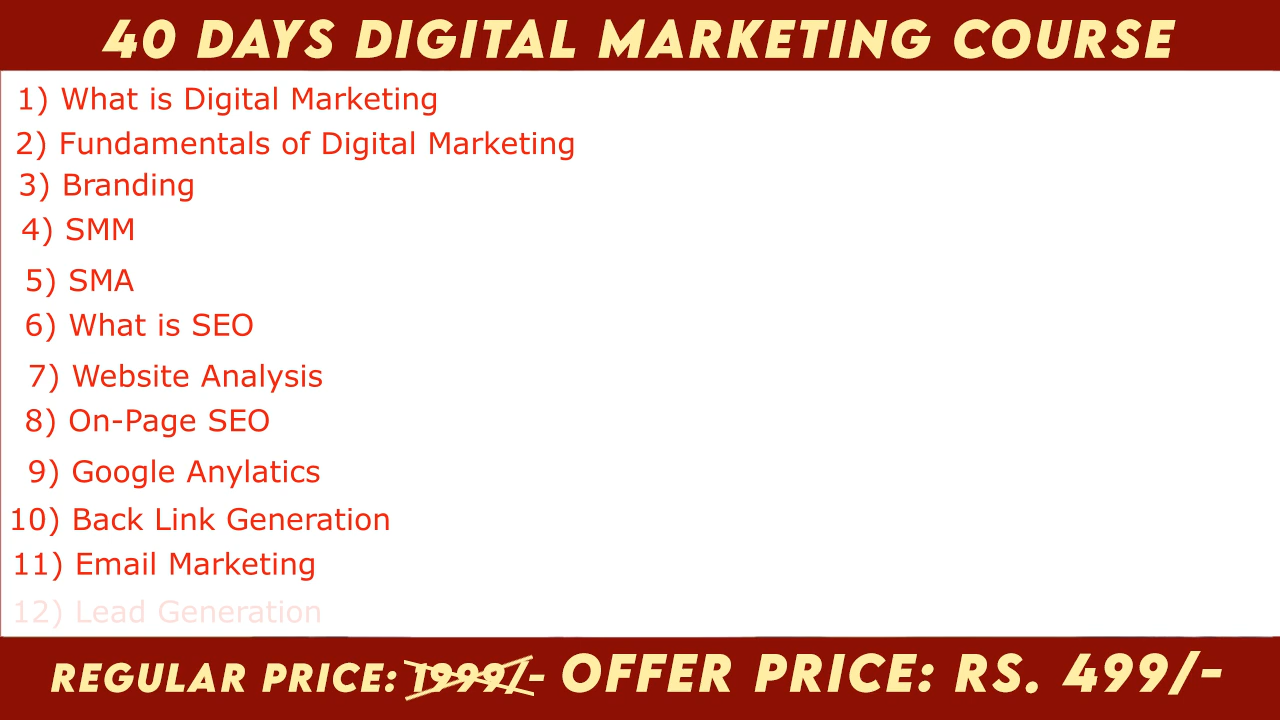 40 DAYS DIGITAL MARKETING COURSE
1) What is Digital Marketing
2) Fundamentals of Digital Marketing
3) Branding
4) SMM
5) SMA
6) What is SEO
7) Website Analysis
8) On-Page SEO
9) Google Anylatics
10) Back Link Generation
11) Email Marketing
12) Lead Generation
REGULAR PRICE: 1999/- OFFER PRICE: RS. 499/-